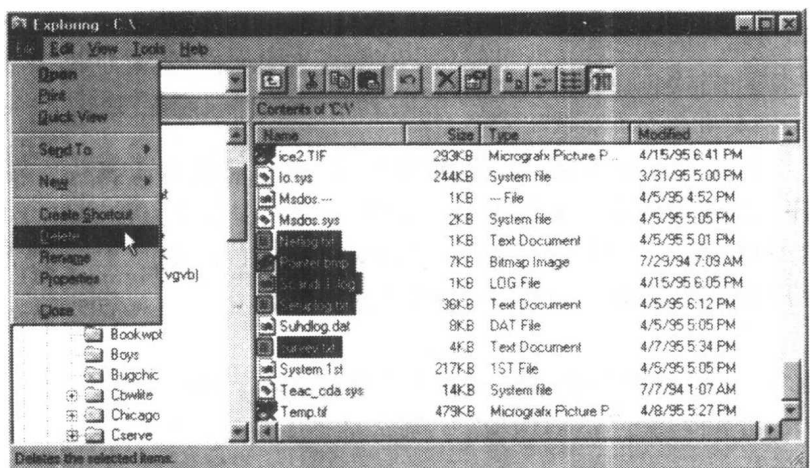 Exploring - C:\
File Edit View Tools Help
Open
Print
Quick View
Send To
New
Create Shortcut
Delete
Rename
Properties
Close
(vgvb)
Bookwpt
Boys
Bugchic
Cbwlite
Chicago
Cserve
Contents of 'C:\'
Name Size Type Modified
ice2.TIF 293KB Micrografx Picture P... 4/15/95 6:41 PM
Io.sys 244KB System file 3/31/95 5:00 PM
Msdos.--- 1KB --- File 4/5/95 4:52 PM
Msdos.sys 2KB System file 4/5/95 5:05 PM
Netlog.txt 1KB Text Document 4/5/95 5:01 PM
Pointer.bmp 7KB Bitmap Image 7/29/94 7:09 AM
1KB LOG File 4/15/95 6:05 PM
Setuplog.txt 36KB Text Document 4/5/95 6:12 PM
Suhdlog.dat 8KB DAT File 4/5/95 5:05 PM
survey.txt 4KB Text Document 4/7/95 5:34 PM
System.1st 217KB 1ST File 4/5/95 5:05 PM
Teac_cda.sys 14KB System file 7/7/94 1:07 AM
Temp.tif 479KB Micrografx Picture P... 4/8/95 5:27 PM
Deletes the selected items.